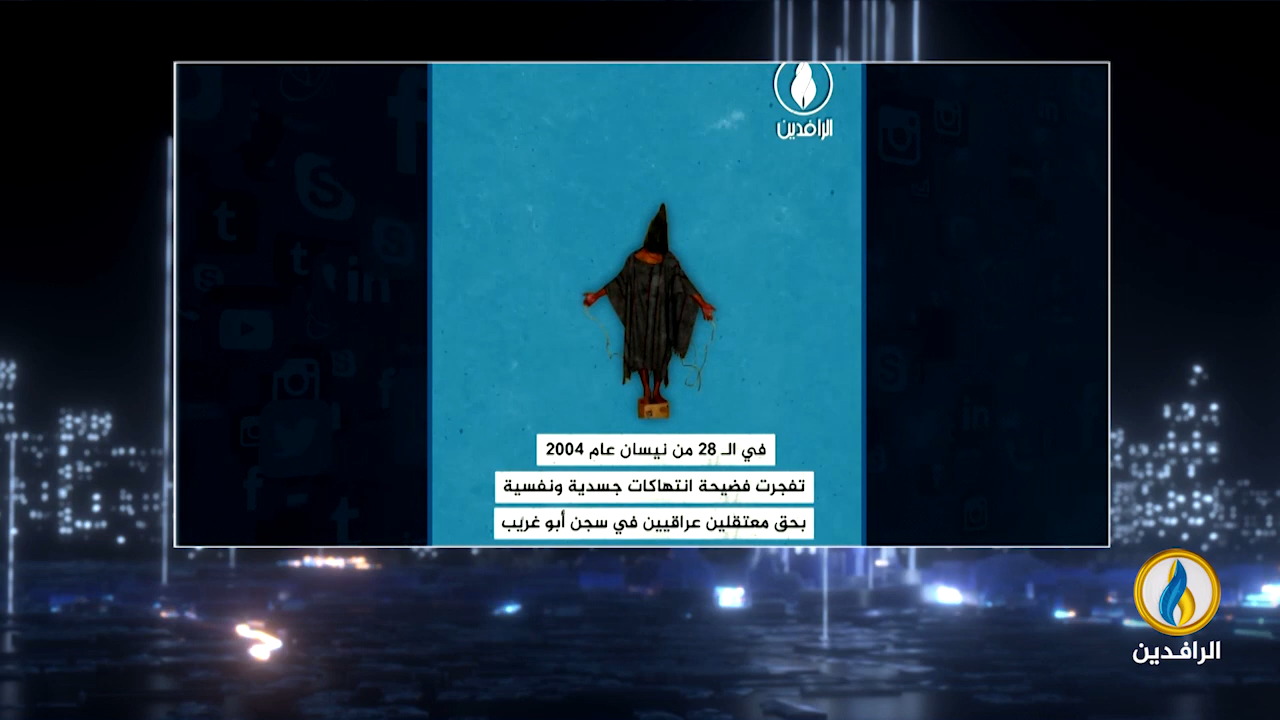 الرافدين
في الـ 28 من نيسان عام 2004
تفجرت فضيحة انتهاكات جسدية ونفسية
بحق معتقلين عراقيين في سجن أبو غريب
الرافدين